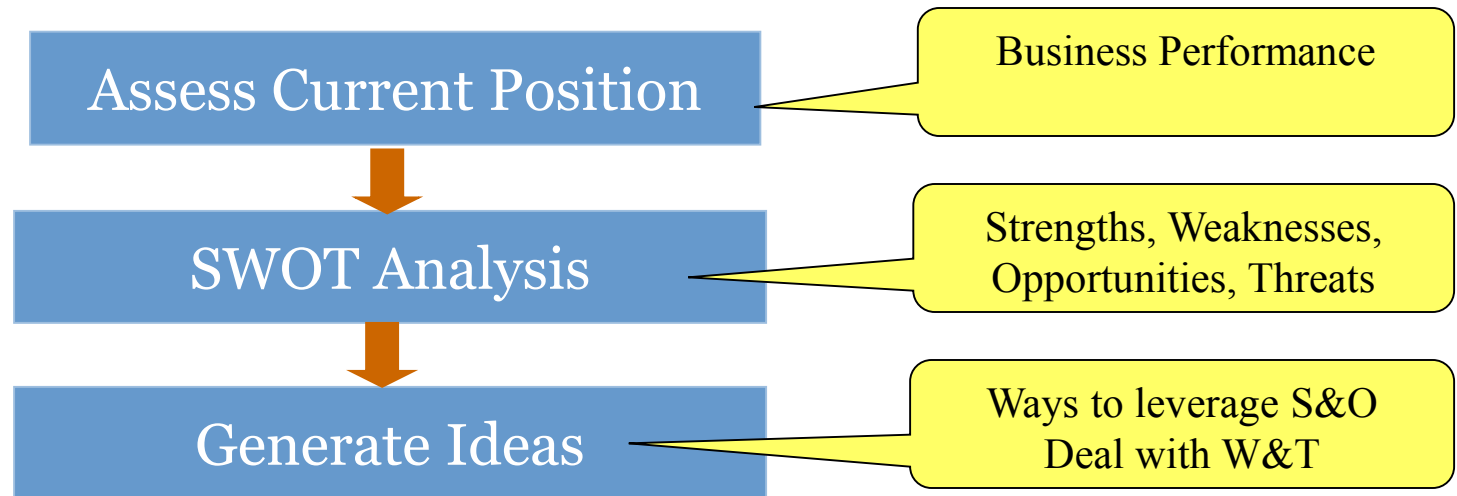 Assess Current Position
Business Performance
SWOT Analysis
Strengths, Weaknesses,
Opportunities, Threats
Generate Ideas
Ways to leverage S&O
Deal with W&T